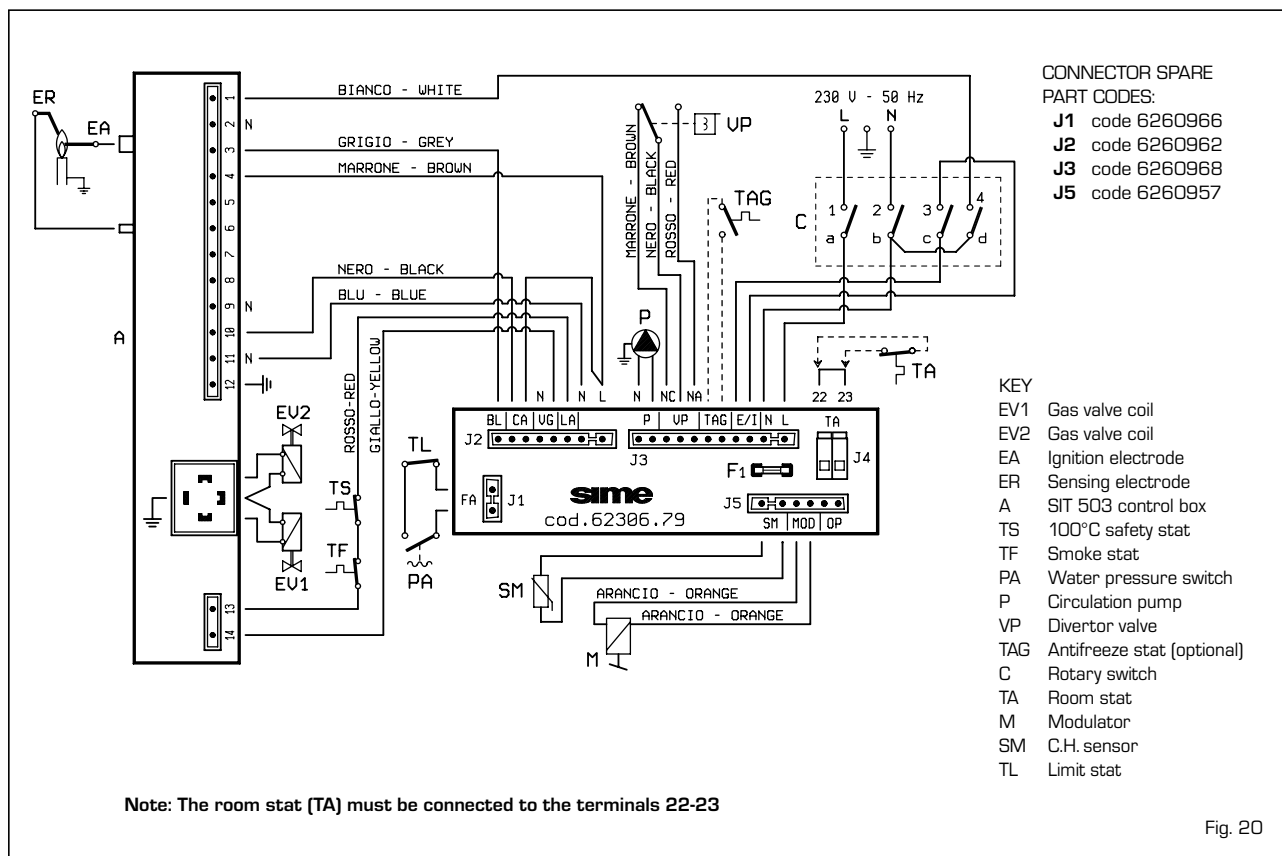 CONNECTOR SPARE
PART CODES:
J1 code 6260966
J2 code 6260962
J3 code 6260968
J5 code 6260957
ER
EA
A
1
2 N
3
4
5
6
7
8
9 N
10
11 N
12
13
14
BIANCO - WHITE
GRIGIO - GREY
MARRONE - BROWN
NERO - BLACK
BLU - BLUE
ROSSO-RED
GIALLO-YELLOW
EV2
EV1
TS
TF
TL
PA
MARRONE - BROWN
NERO - BLACK
ROSSO - RED
VP
TAG
P
230 V - 50 Hz
L N
C
1 2 3 4
a b c d
TA
22 23
N N L
N P NC NA
BL CA VG LA
J2
P VP TAG E/I N L
J3
TA
J4
F1
FA J1
sime
cod.62306.79
J5
SM MOD OP
SM
ARANCIO - ORANGE
ARANCIO - ORANGE
M
KEY
EV1 Gas valve coil
EV2 Gas valve coil
EA Ignition electrode
ER Sensing electrode
A SIT 503 control box
TS 100°C safety stat
TF Smoke stat
PA Water pressure switch
P Circulation pump
VP Divertor valve
TAG Antifreeze stat (optional)
C Rotary switch
TA Room stat
M Modulator
SM C.H. sensor
TL Limit stat
Note: The room stat (TA) must be connected to the terminals 22-23
Fig. 20